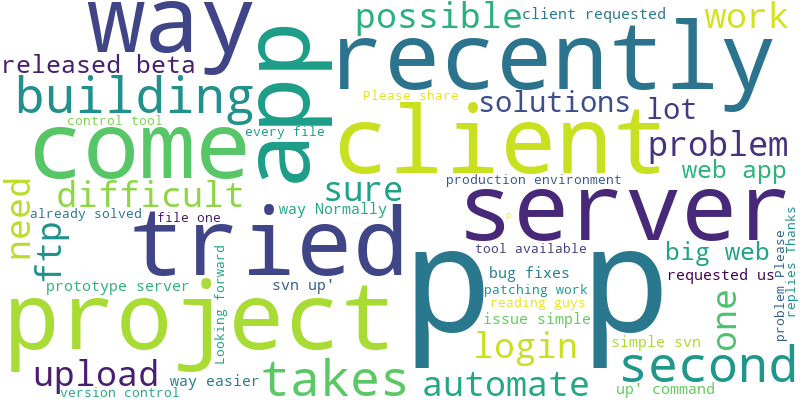 way
app
recently
possible
client requested
work
released beta
building
Please share
solutions
lot
control tool
every file
come
client
problem
web app
production environment
difficult
sure
need
already solved
file one
way Normally
server
p
tried
ftp
tool available
big web
p p
bug fixes
requested us
problem Please
replies Thanks
prototype server
Looking forward
svn up'
patching work
reading guys
project
issue simple
one
login
simple svn
second
upload
way easier
takes
automate
up' command
version control